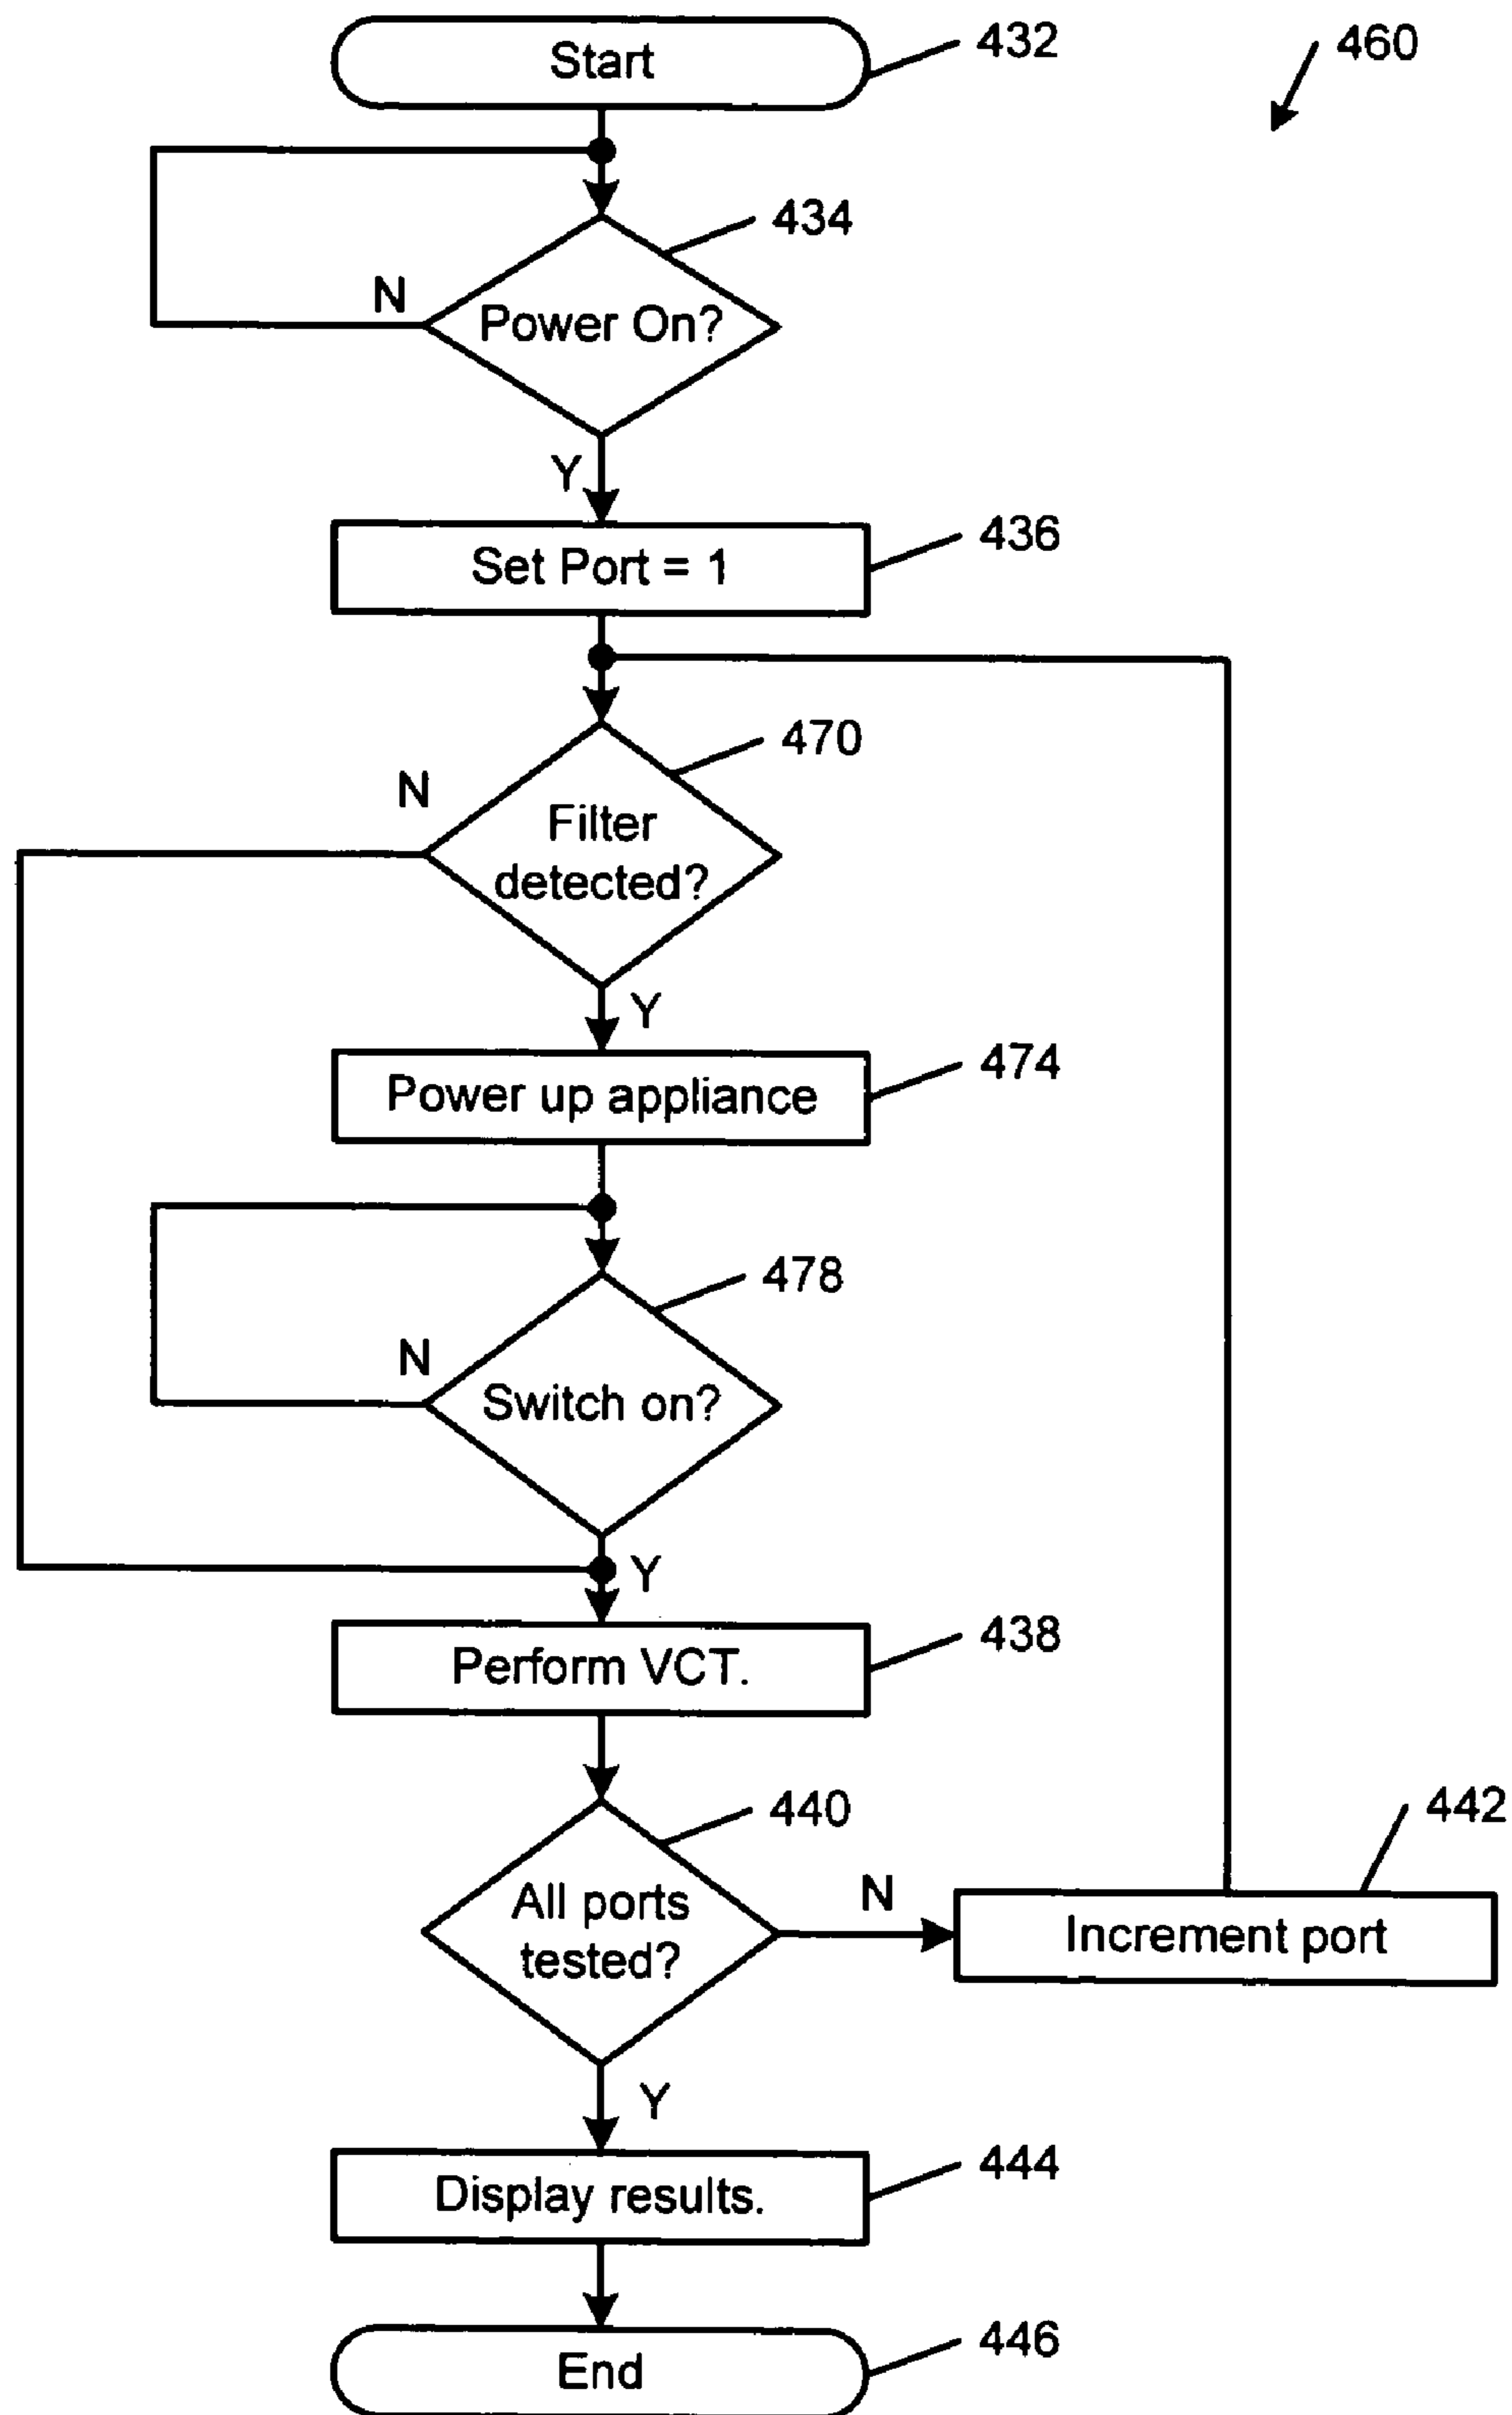 Start
432
460
434
N
Power On?
Y
436
Set Port = 1
470
N
Filter
detected?
Y
474
Power up appliance
478
N
Switch on?
Y
438
Perform VCT.
440
442
All ports
tested?
N
Increment port
Y
444
Display results.
446
End